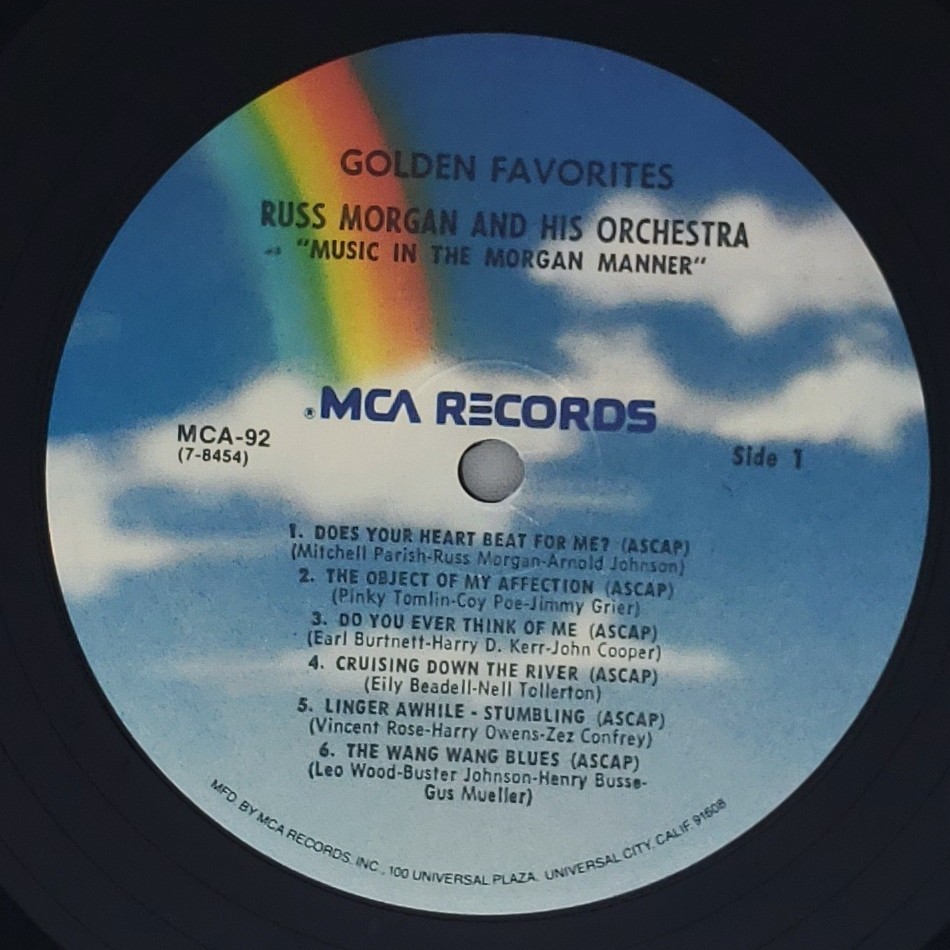 GOLDEN FAVORITES
RUSS MORGAN AND HIS ORCHESTRA
"MUSIC IN THE MORGAN MANNER"
®MCA RECORDS
MCA-92
(7-8454)
Side 1
1. DOES YOUR HEART BEAT FOR ME? (ASCAP)
(Mitchell Parish-Russ Morgan-Arnold Johnson)
2. THE OBJECT OF MY AFFECTION (ASCAP)
(Pinky Tomlin-Coy Poe-Jimmy Grier)
3. DO YOU EVER THINK OF ME (ASCAP)
(Earl Burtnett-Harry D. Kerr-John Cooper)
4. CRUISING DOWN THE RIVER (ASCAP)
(Eily Beadell-Nell Tollerton)
5. LINGER AWHILE - STUMBLING (ASCAP)
(Vincent Rose-Harry Owens-Zez Confrey)
6. THE WANG WANG BLUES (ASCAP)
(Leo Wood-Buster Johnson-Henry Busse-
Gus Mueller)
MFD. BY MCA RECORDS, INC., 100 UNIVERSAL PLAZA, UNIVERSAL CITY, CALIF. 91608